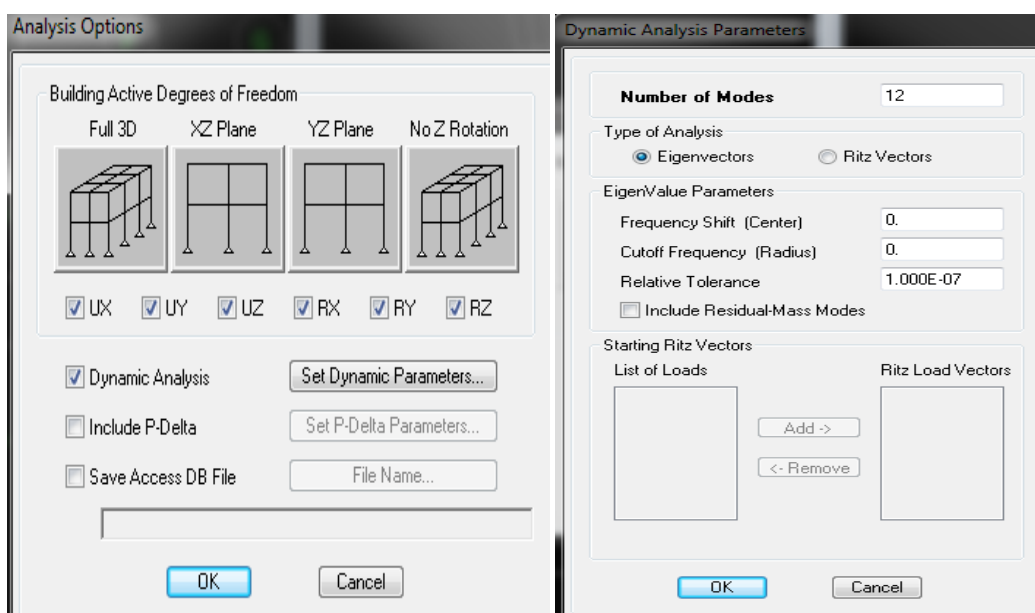 Analysis Options
Building Active Degrees of Freedom
Full 3D XZ Plane YZ Plane No Z Rotation
UX UY UZ RX RY RZ
Dynamic Analysis Set Dynamic Parameters...
Include P-Delta Set P-Delta Parameters...
Save Access DB File File Name...
OK Cancel
Dynamic Analysis Parameters
Number of Modes 12
Type of Analysis
Eigenvectors Ritz Vectors
EigenValue Parameters
Frequency Shift (Center) 0.
Cutoff Frequency (Radius) 0.
Relative Tolerance 1.000E-07
Include Residual-Mass Modes
Starting Ritz Vectors
List of Loads Ritz Load Vectors
Add ->
<- Remove
OK Cancel